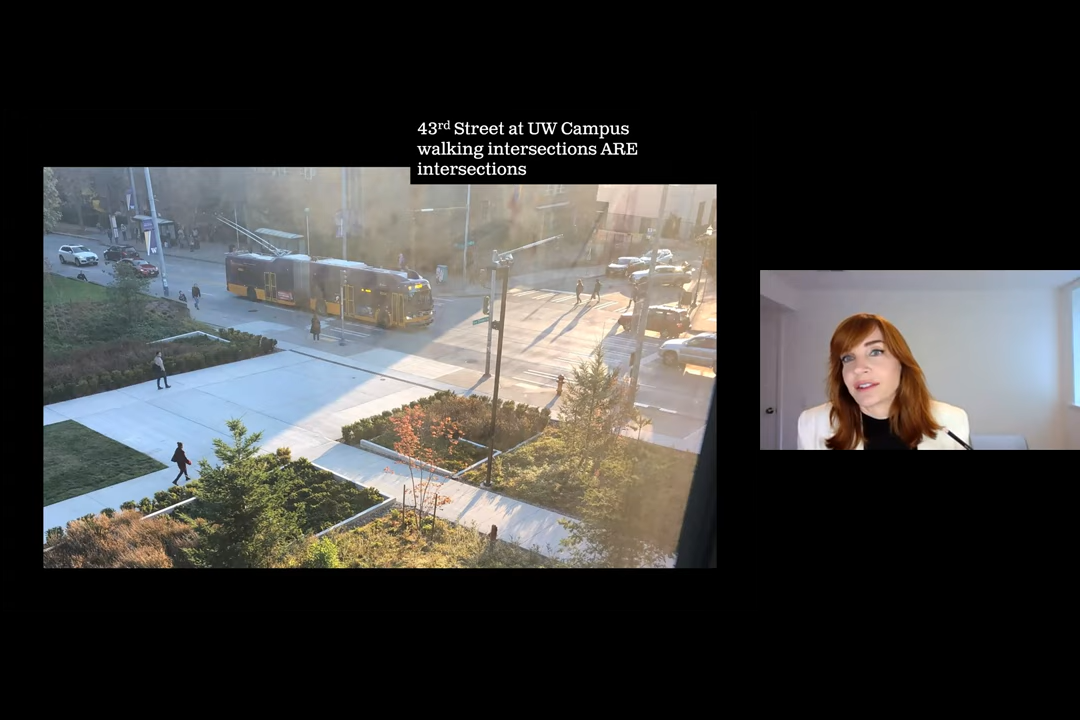 43rd Street at UW Campus
walking intersections ARE
intersections
W